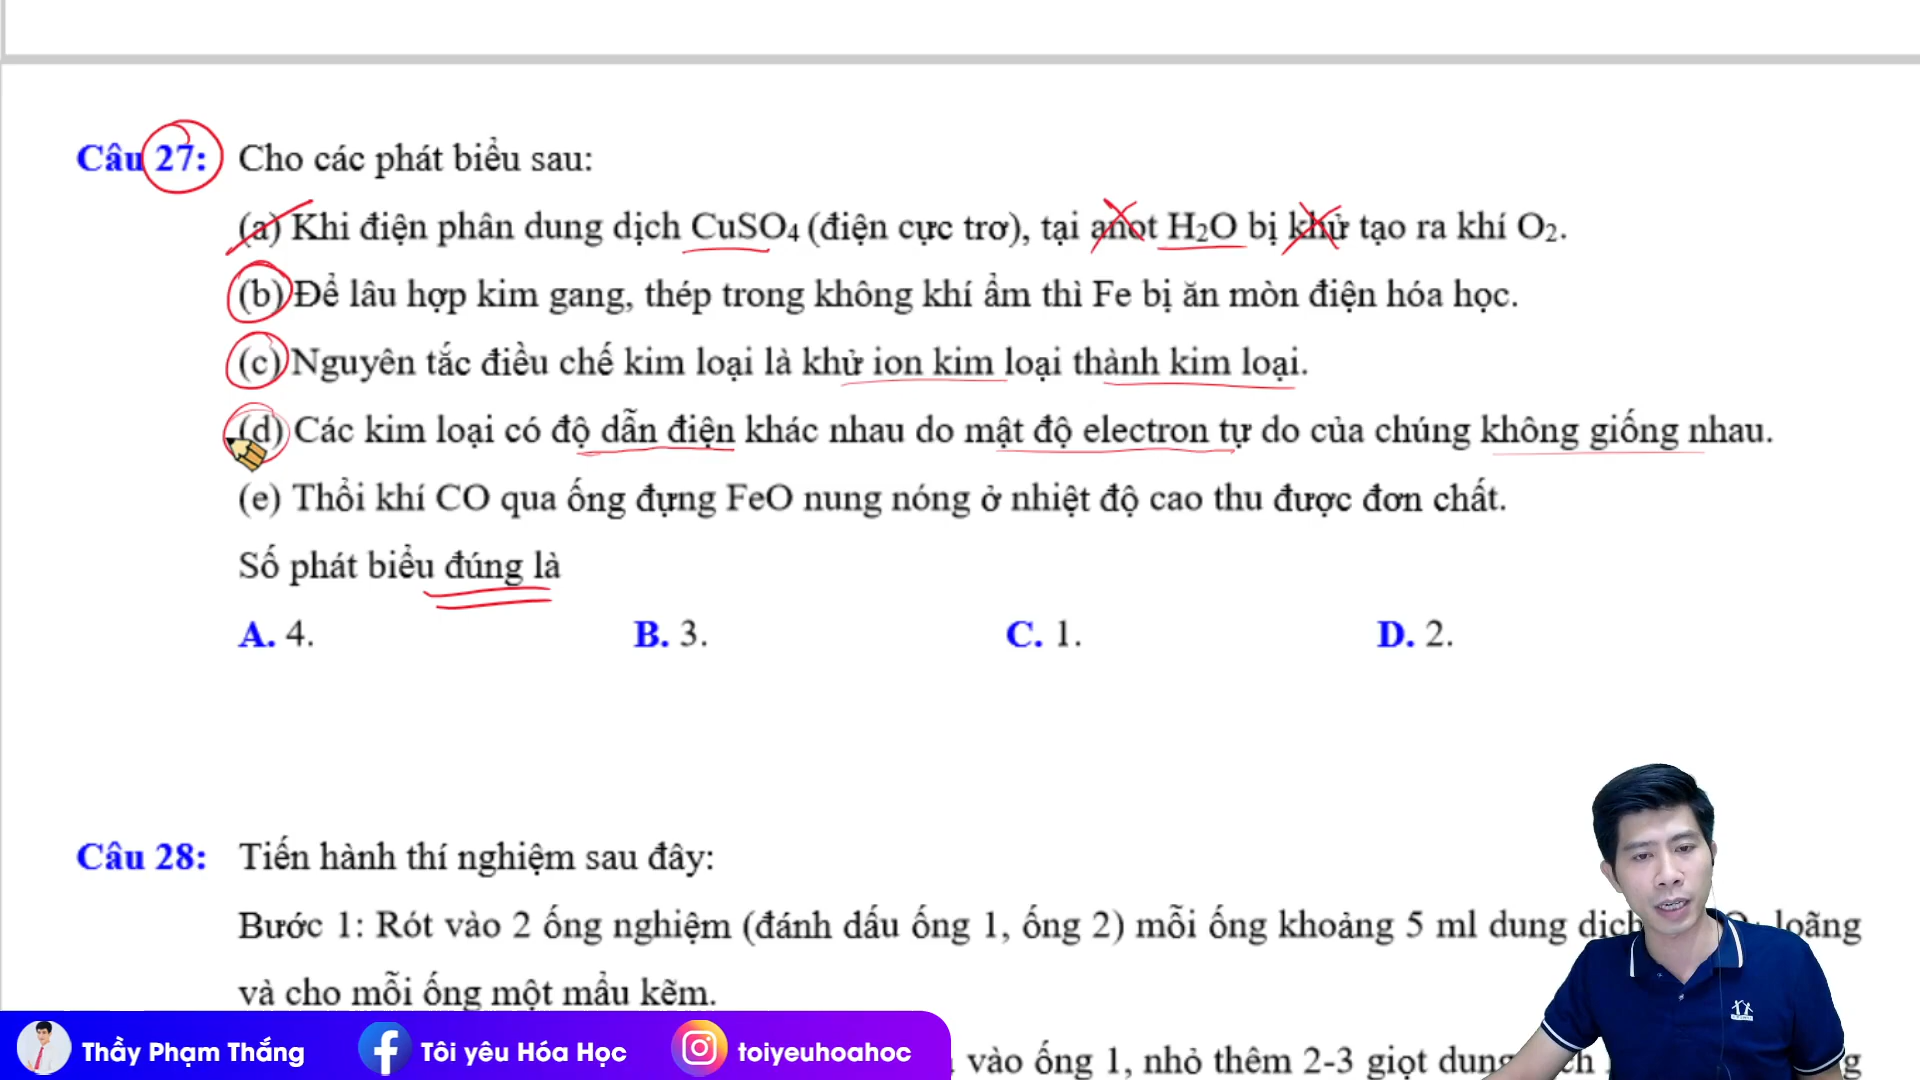 Câu 27: Cho các phát biểu sau:
(a) Khi điện phân dung dịch CuSO₄ (điện cực trơ), tại anot H₂O bị khử tạo ra khí O₂.
(b) Để lâu hợp kim gang, thép trong không khí ẩm thì Fe bị ăn mòn điện hóa học.
(c) Nguyên tắc điều chế kim loại là khử ion kim loại thành kim loại.
(d) Các kim loại có độ dẫn điện khác nhau do mật độ electron tự do của chúng không giống nhau.
(e) Thổi khí CO qua ống đựng FeO nung nóng ở nhiệt độ cao thu được đơn chất.
Số phát biểu đúng là
A. 4. B. 3. C. 1. D. 2.
Câu 28: Tiến hành thí nghiệm sau đây:
Bước 1: Rót vào 2 ống nghiệm (đánh dấu ống 1, ống 2) mỗi ống khoảng 5 ml dung dịch loãng
và cho mỗi ống một mẩu kẽm.
vào ống 1, nhỏ thêm 2-3 giọt dung
Thầy Phạm Thắng Tôi yêu Hóa Học toiyeuhoahoc